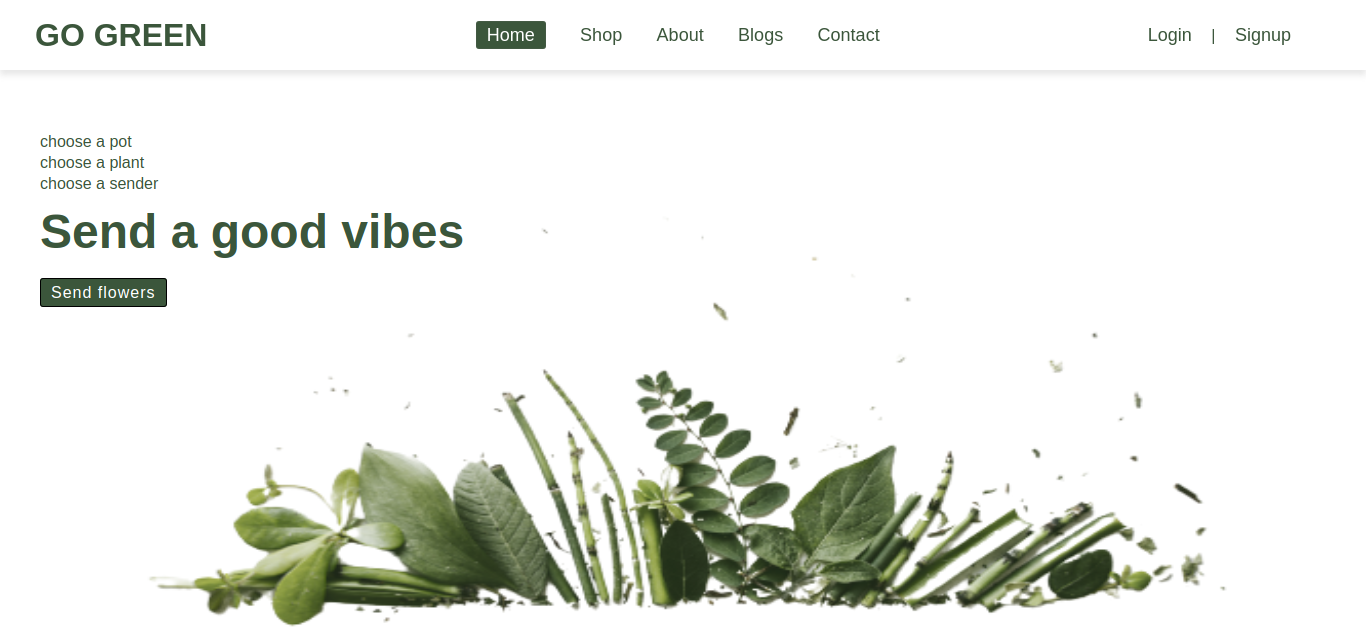 GO GREEN
Home Shop About Blogs Contact
Login | Signup
choose a pot
choose a plant
choose a sender
Send a good vibes
Send flowers